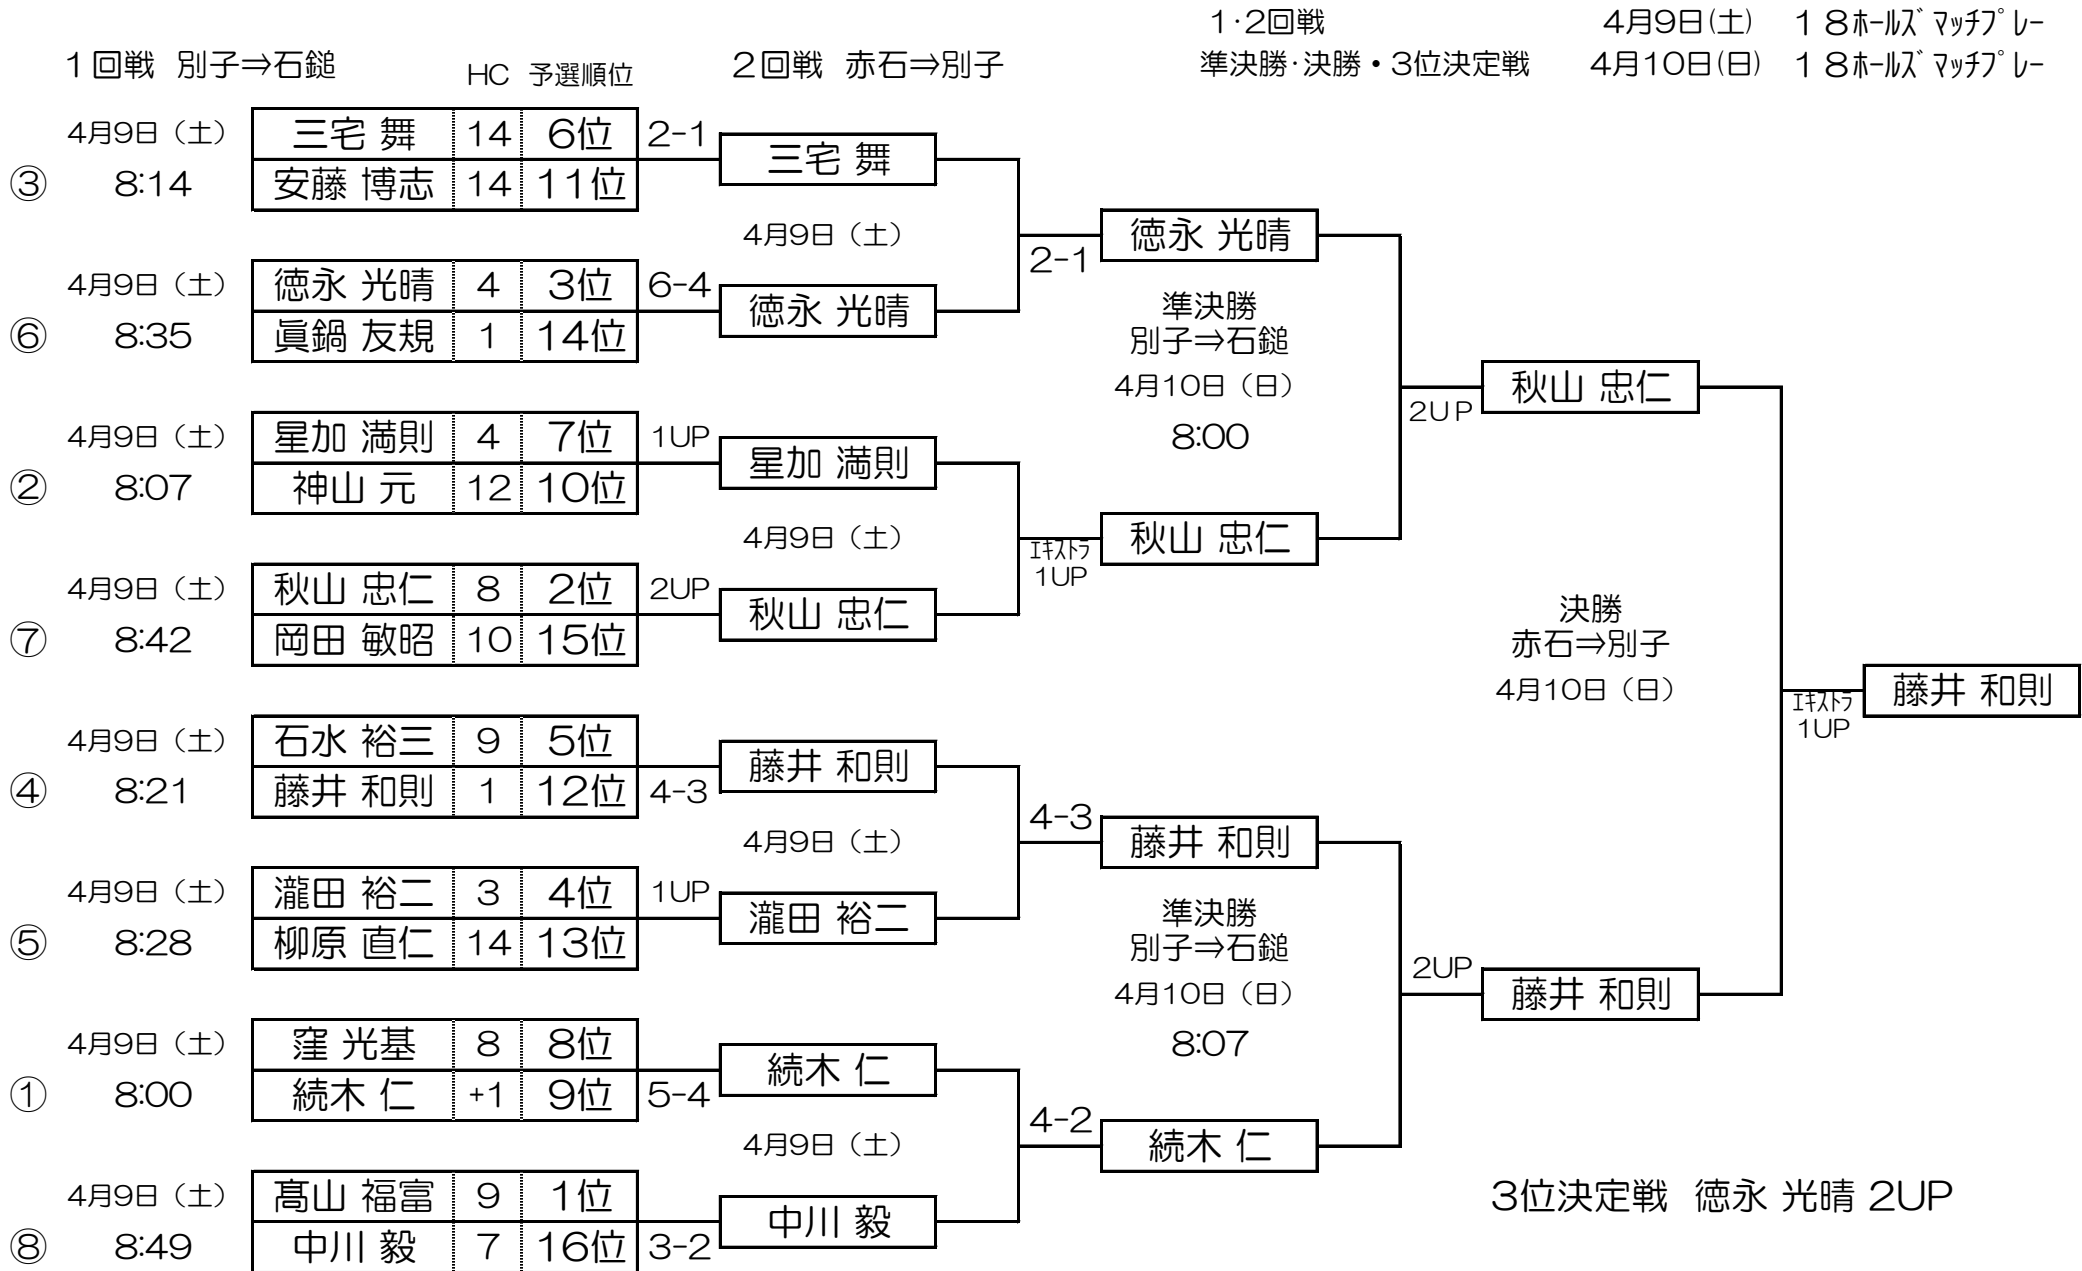 1・2回戦 4月9日(土) 18ﾎｰﾙｽﾞﾏｯﾁﾌﾟﾚｰ
1回戦 別子⇒石鎚 HC 予選順位 2回戦 赤石⇒別子 準決勝・決勝・3位決定戦 4月10日(日) 18ﾎｰﾙｽﾞﾏｯﾁﾌﾟﾚｰ
4月9日（土） 三宅 舞 14 6位 2-1
③ 8:14 安藤 博志 14 11位
三宅 舞
4月9日（土）
4月9日（土） 徳永 光晴 4 3位 6-4
⑥ 8:35 眞鍋 友規 1 14位
徳永 光晴
2-1
徳永 光晴
準決勝
別子⇒石鎚
4月10日（日）
8:00
4月9日（土） 星加 満則 4 7位 1UP
② 8:07 神山 元 12 10位
星加 満則
4月9日（土）
4月9日（土） 秋山 忠仁 8 2位 2UP
⑦ 8:42 岡田 敏昭 10 15位
秋山 忠仁
ｴｷｽﾄﾗ
1UP
秋山 忠仁
2UP
秋山 忠仁
決勝
赤石⇒別子
4月10日（日）
ｴｷｽﾄﾗ
1UP
藤井 和則
4月9日（土） 石水 裕三 9 5位
④ 8:21 藤井 和則 1 12位 4-3
藤井 和則
4月9日（土）
4月9日（土） 瀧田 裕二 3 4位 1UP
⑤ 8:28 柳原 直仁 14 13位
瀧田 裕二
4-3
藤井 和則
準決勝
別子⇒石鎚
4月10日（日）
8:07
2UP
藤井 和則
4月9日（土） 窪 光基 8 8位
① 8:00 続木 仁 +1 9位 5-4
続木 仁
4月9日（土）
4月9日（土） 髙山 福富 9 1位
⑧ 8:49 中川 毅 7 16位 3-2
中川 毅
4-2
続木 仁
3位決定戦 徳永 光晴 2UP